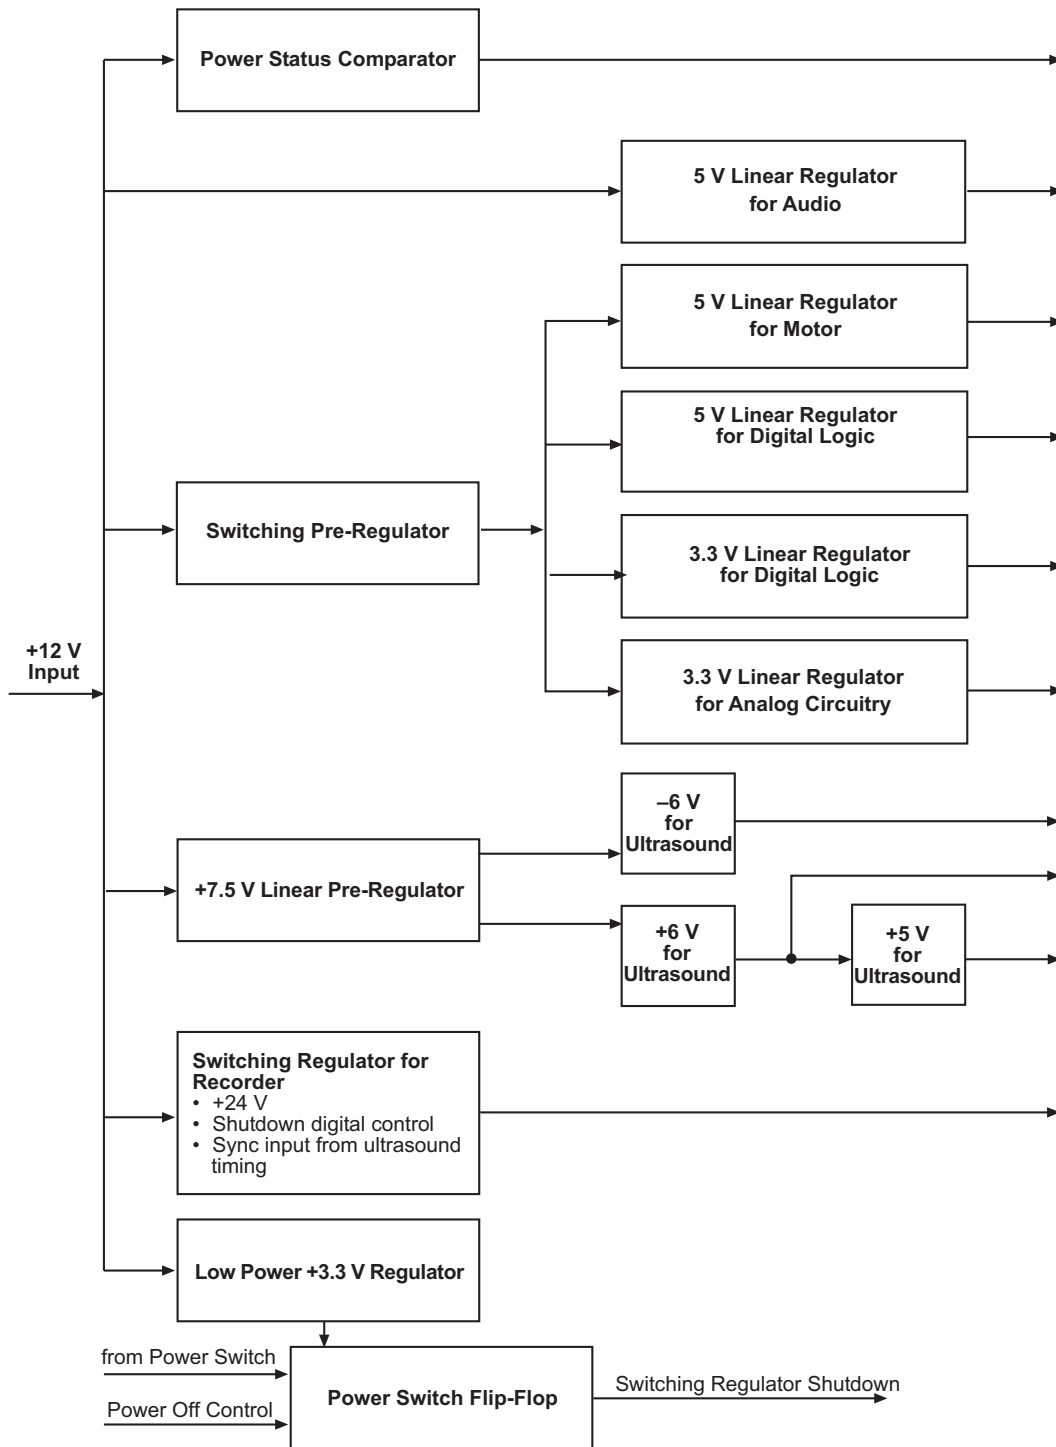 Power Status Comparator
5 V Linear Regulator
for Audio
5 V Linear Regulator
for Motor
5 V Linear Regulator
for Digital Logic
Switching Pre-Regulator
3.3 V Linear Regulator
for Digital Logic
+12 V
Input
3.3 V Linear Regulator
for Analog Circuitry
–6 V
for
Ultrasound
+7.5 V Linear Pre-Regulator
+6 V
for
Ultrasound
+5 V
for
Ultrasound
Switching Regulator for
Recorder
• +24 V
• Shutdown digital control
• Sync input from ultrasound
timing
Low Power +3.3 V Regulator
from Power Switch
Power Off Control
Power Switch Flip-Flop
Switching Regulator Shutdown